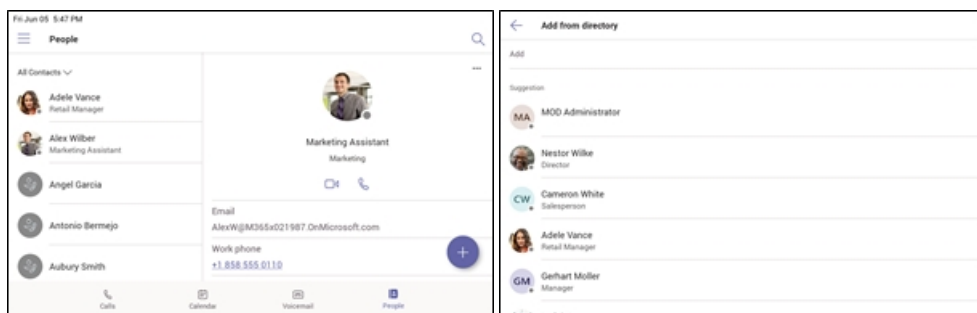 Fri Jun 05 5:47 PM
People
All Contacts
Adele Vance
Retail Manager
Alex Wilber
Marketing Assistant
Angel Garcia
Antonio Bermejo
Aubury Smith
Marketing Assistant
Marketing
Email
AlexW@M365x021987.OnMicrosoft.com
Work phone
+1 858 555 0110
Calls
Calendar
Voicemail
People
Add from directory
Add
Suggestion
MA
MOD Administrator
Nestor Wilke
Director
CW
Cameron White
Salesperson
Adele Vance
Retail Manager
GM
Gerhart Moller
Manager